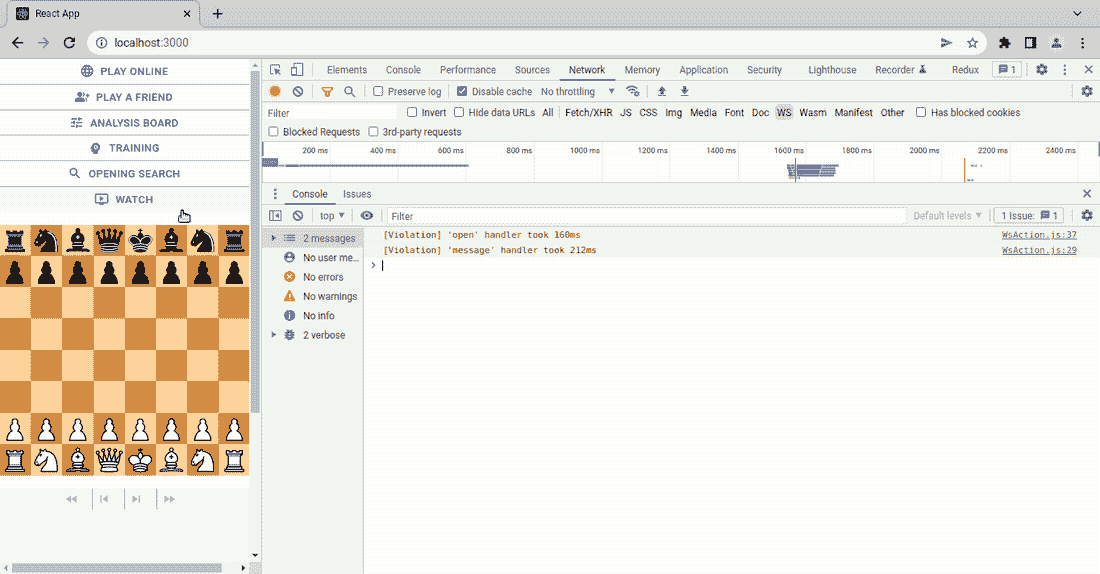 React App
localhost:3000
PLAY ONLINE
PLAY A FRIEND
ANALYSIS BOARD
TRAINING
OPENING SEARCH
WATCH
Elements Console Performance Sources Network Memory Application Security Lighthouse Recorder Redux 1
Preserve log Disable cache No throttling
Filter Invert Hide data URLs All Fetch/XHR JS CSS Img Media Font Doc WS Wasm Manifest Other Has blocked cookies
Blocked Requests 3rd-party requests
200 ms 400 ms 600 ms 800 ms 1000 ms 1200 ms 1400 ms 1600 ms 1800 ms 2000 ms 2200 ms 2400 ms
Console Issues
top Filter Default levels 1 Issue: 1
2 messages
No user me...
No errors
No warnings
No info
2 verbose
[Violation] 'open' handler took 160ms WsAction.js:37
[Violation] 'message' handler took 212ms WsAction.js:29